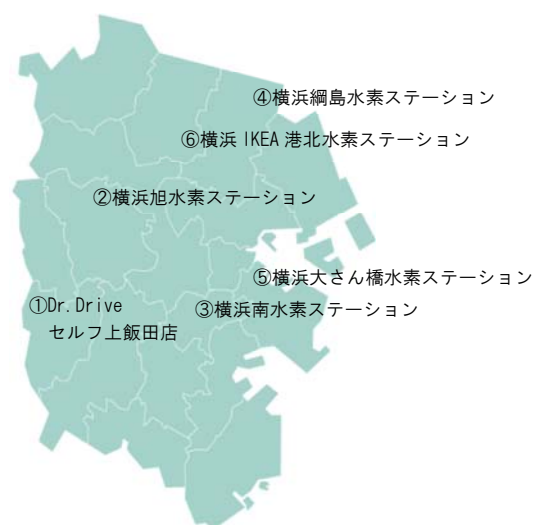 ④横浜綱島水素ステーション
⑥横浜 IKEA 港北水素ステーション
②横浜旭水素ステーション
⑤横浜大さん橋水素ステーション
①Dr.Drive
セルフ上飯田店
③横浜南水素ステーション